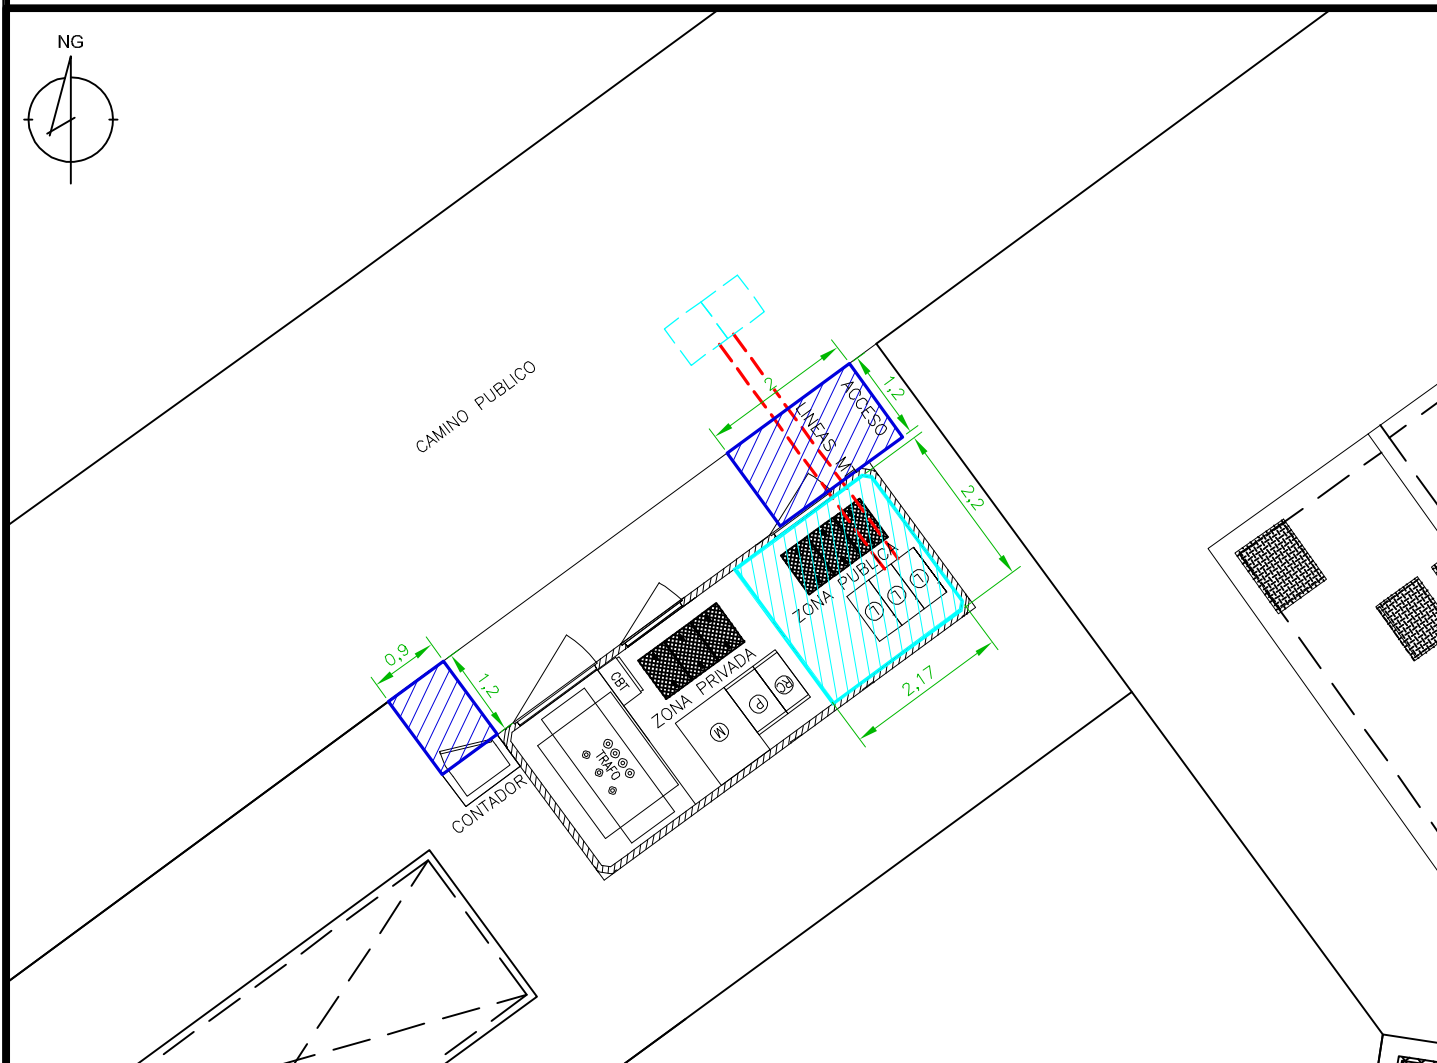 NG
CAMINO PUBLICO
2
1,2
ACCESO
LINEAS MT
2,2
ZONA PUBLICA
L
L
L
2,17
0,9
1,2
CBT
ZONA PRIVADA
RC
P
M
TRAFO
CONTADOR